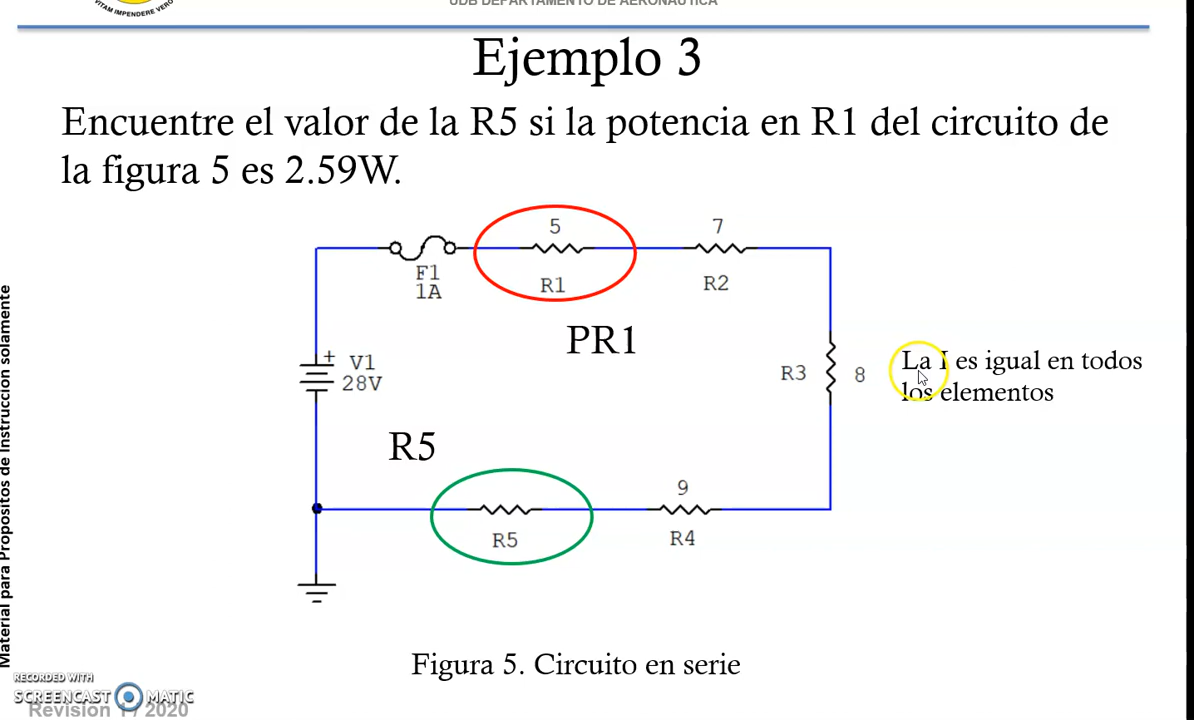 VITAM IMPENDERE VERO
UDB DEPARTAMENTO DE AERONAUTICA
Ejemplo 3
Encuentre el valor de la R5 si la potencia en R1 del circuito de
la figura 5 es 2.59W.
5
7
F1
1A
R1
R2
PR1
V1
28V
R3
8
La I es igual en todos
los elementos
R5
9
R5
R4
Figura 5. Circuito en serie
Material para Propositos de Instruccion solamente
RECORDED WITH
SCREENCAST MATIC
Revision 1 / 2020